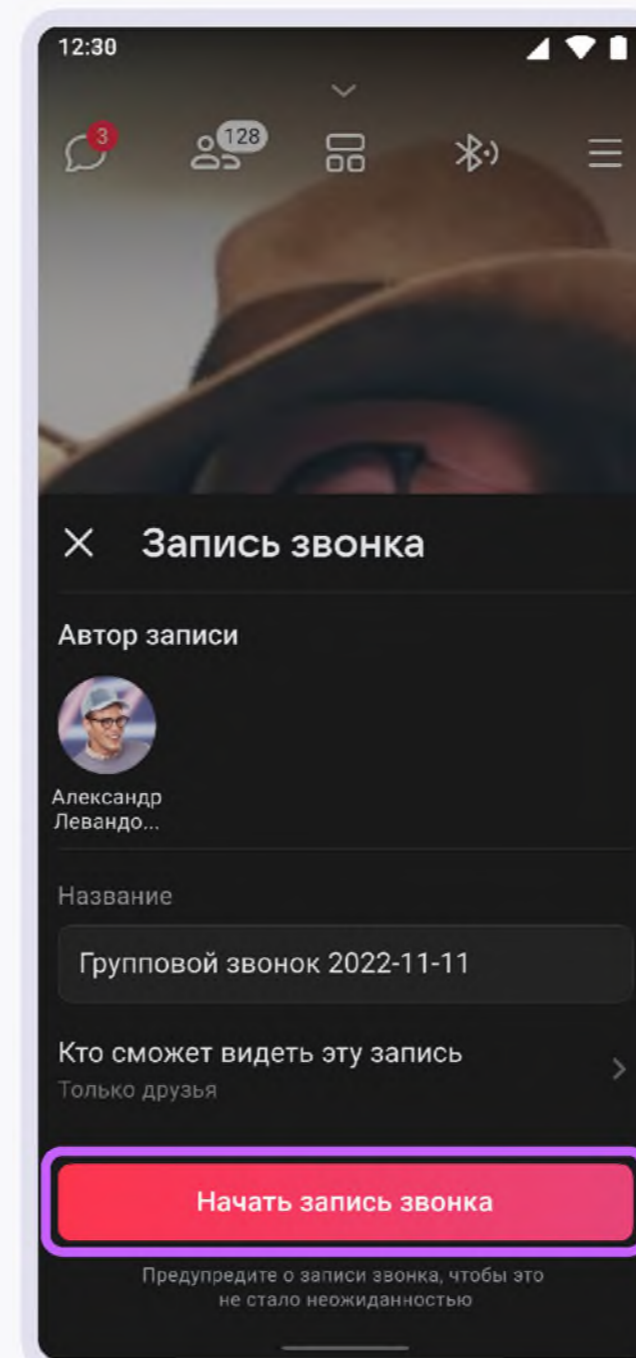 12:30
3
128
Запись звонка
Автор записи
Александр
Левандо...
Название
Групповой звонок 2022-11-11
Кто сможет видеть эту запись
Только друзья
Начать запись звонка
Предупредите о записи звонка, чтобы это
не стало неожиданностью